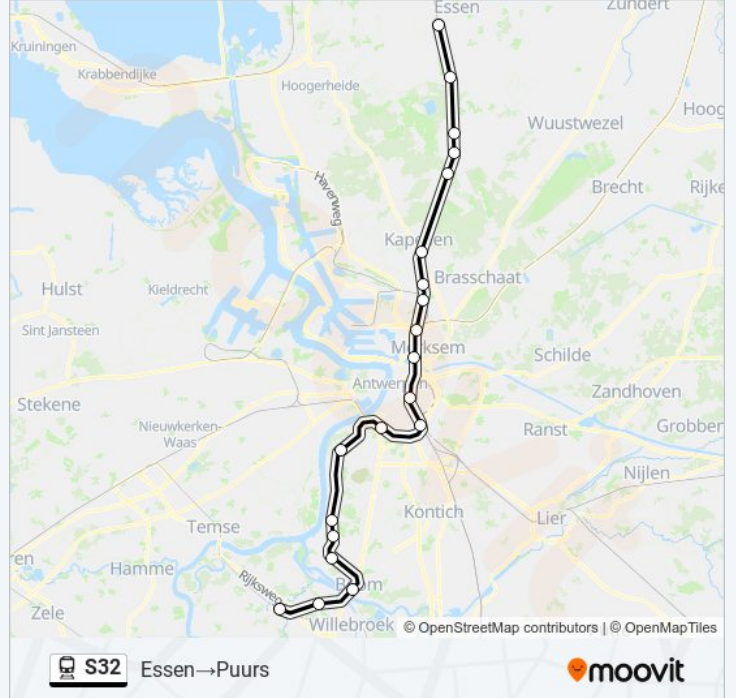 Essen
Zundert
Kruiningen
Krabbendijke
Hoogerheide
Hoog
Wuustwezel
Havenweg
Brecht
Rijke
Kapellen
Brasschaat
Hulst
Kieldrecht
Sint Jansteen
Merksem
Schilde
Antwerpen
Stekene
Zandhoven
Nieuwkerken-
Waas
Ranst
Grobben
Nijlen
Kontich
Lier
Temse
ren
Hamme
Rijksweg
Boom
Zele
Willebroek
© OpenStreetMap contributors | © OpenMapTiles
S32 Essen→Puurs
moovit